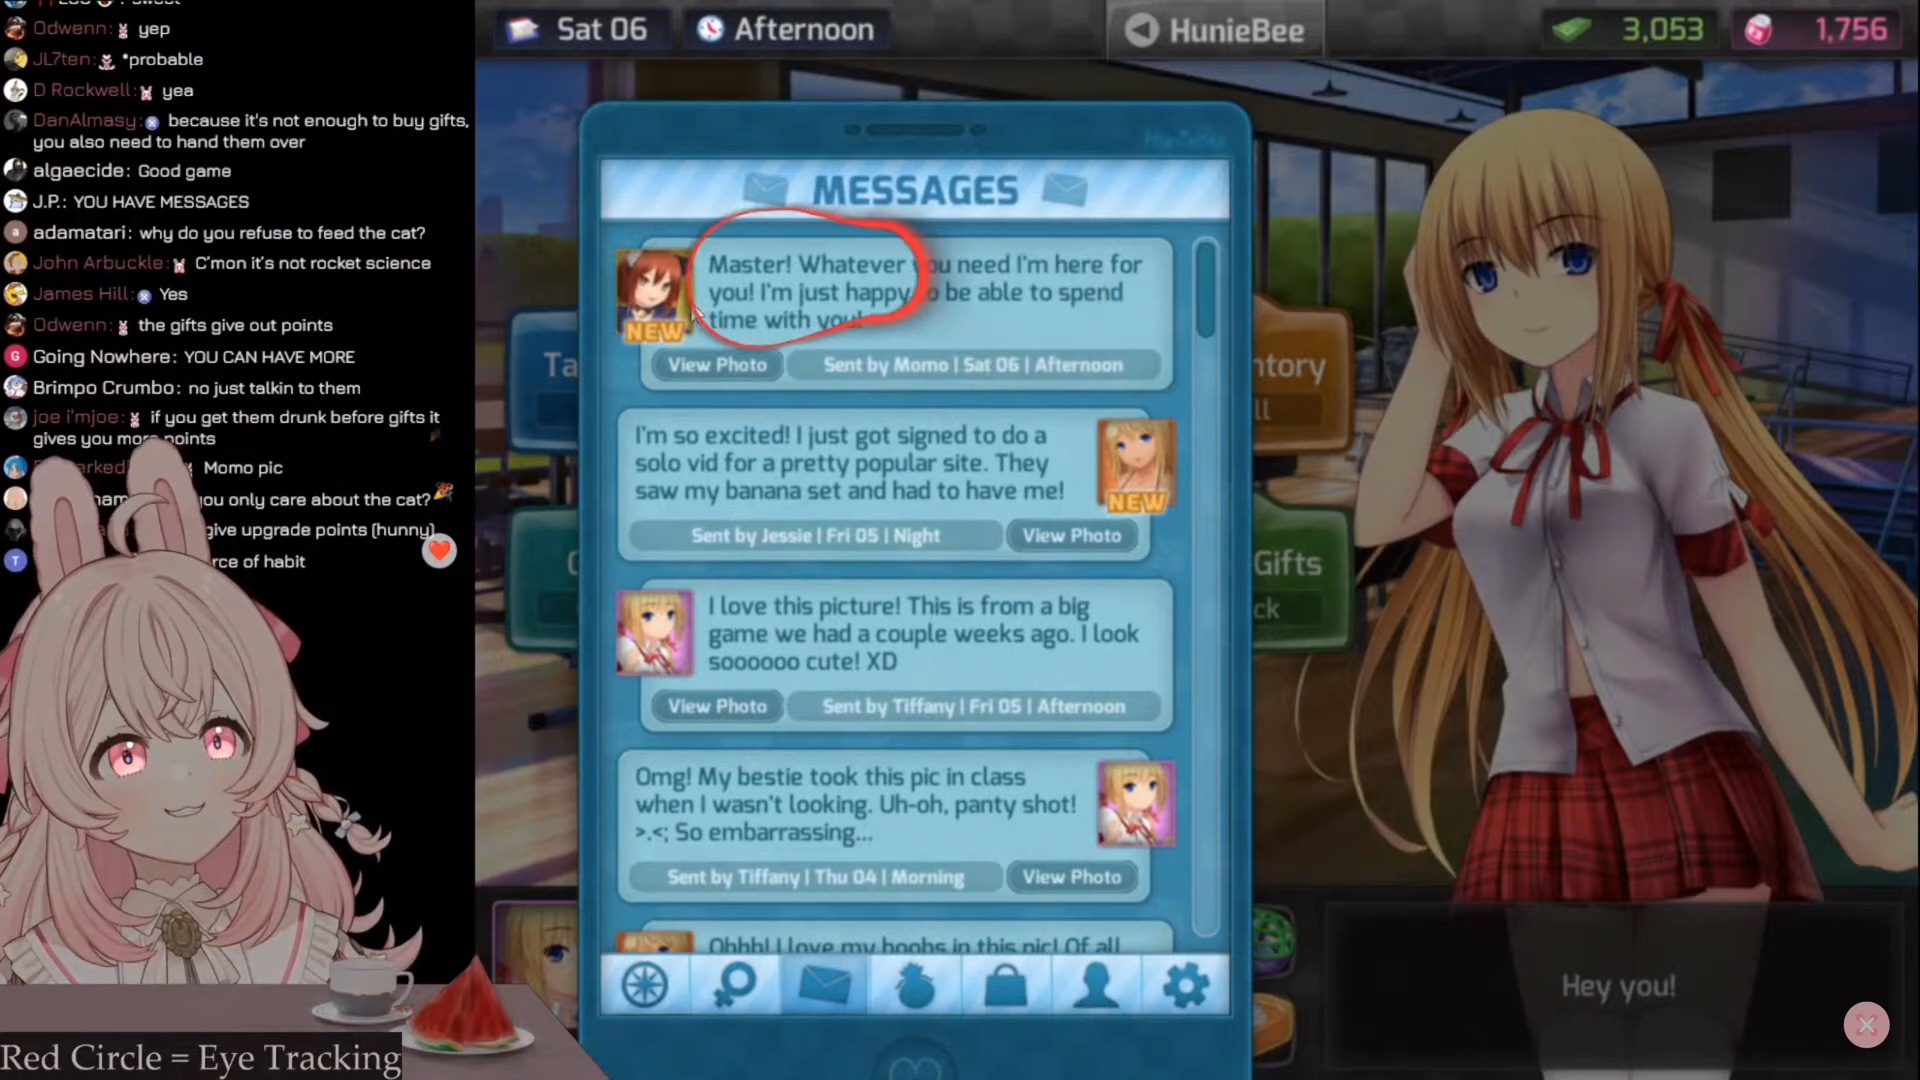 Odwenn: yep
JL7ten: *probable
D Rockwell: yea
DanAlmasy: because it's not enough to buy gifts,
you also need to hand them over
algaecide: Good game
J.P.: YOU HAVE MESSAGES
adamatari: why do you refuse to feed the cat?
John Arbuckle: C'mon it's not rocket science
James Hill: Yes
Odwenn: the gifts give out points
Going Nowhere: YOU CAN HAVE MORE
Brimpo Crumbo: no just talkin to them
joe i'mjoe: if you get them drunk before gifts it
gives you more points
Momo pic
you only care about the cat?
give upgrade points (hunny)
rce of habit
Red Circle = Eye Tracking
Sat 06
Afternoon
HunieBee
3,053
1,756
HunieBee
MESSAGES
Master! Whatever you need I'm here for
you! I'm just happy to be able to spend
time with you!
NEW
View Photo
Sent by Momo | Sat 06 | Afternoon
I'm so excited! I just got signed to do a
solo vid for a pretty popular site. They
saw my banana set and had to have me!
NEW
Sent by Jessie | Fri 05 | Night
View Photo
I love this picture! This is from a big
game we had a couple weeks ago. I look
soooooo cute! XD
View Photo
Sent by Tiffany | Fri 05 | Afternoon
Omg! My bestie took this pic in class
when I wasn't looking. Uh-oh, panty shot!
>.<; So embarrassing...
Sent by Tiffany | Thu 04 | Morning
View Photo
Ohhh! I love my boobs in this pic! Of all
Ta
ntory
Gifts
ck
Hey you!